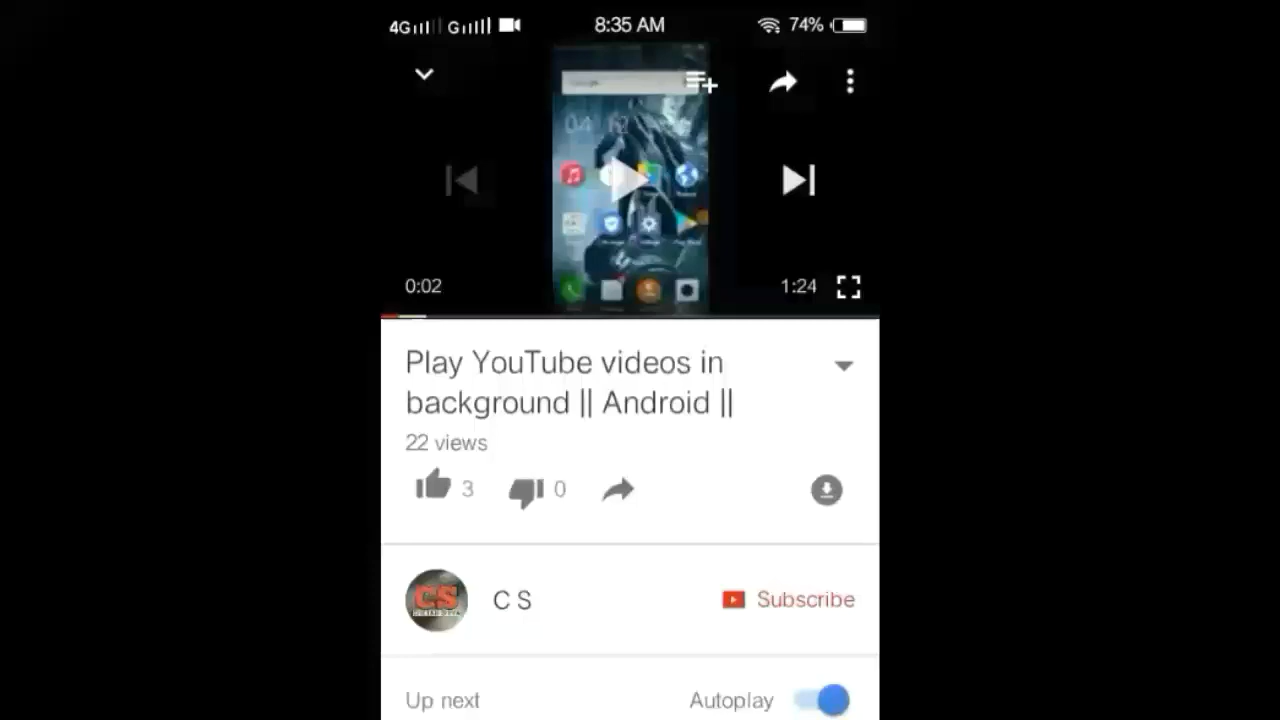 4G G 8:35 AM 74%
0:02 1:24
Play YouTube videos in
background || Android ||
22 views
3 0
CS
C S Subscribe
Up next Autoplay